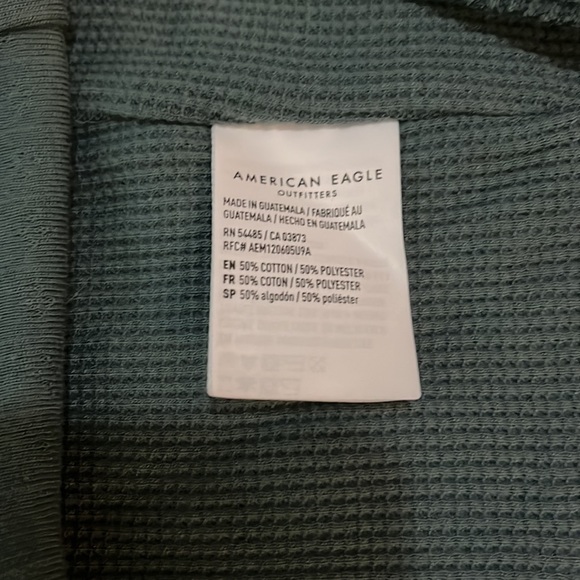 AMERICAN EAGLE
OUTFITTERS
MADE IN GUATEMALA / FABRIQUÉ AU
GUATEMALA / HECHO EN GUATEMALA
RN 54485 / CA 03873
RFC# AEM120605U9A
EN 50% COTTON / 50% POLYESTER
FR 50% COTON / 50% POLYESTER
SP 50% algodón / 50% poliéster